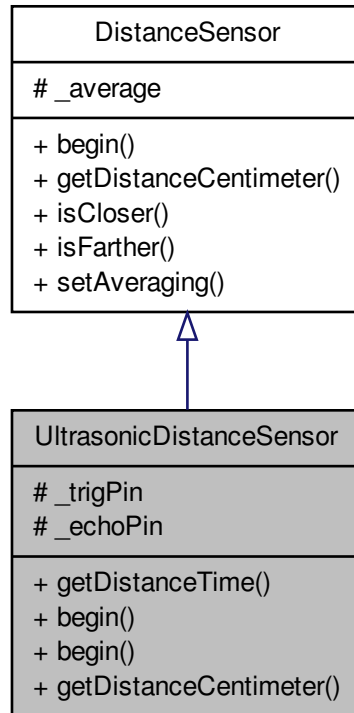 DistanceSensor
# _average
+ begin()
+ getDistanceCentimeter()
+ isCloser()
+ isFarther()
+ setAveraging()
UltrasonicDistanceSensor
# _trigPin
# _echoPin
+ getDistanceTime()
+ begin()
+ begin()
+ getDistanceCentimeter()